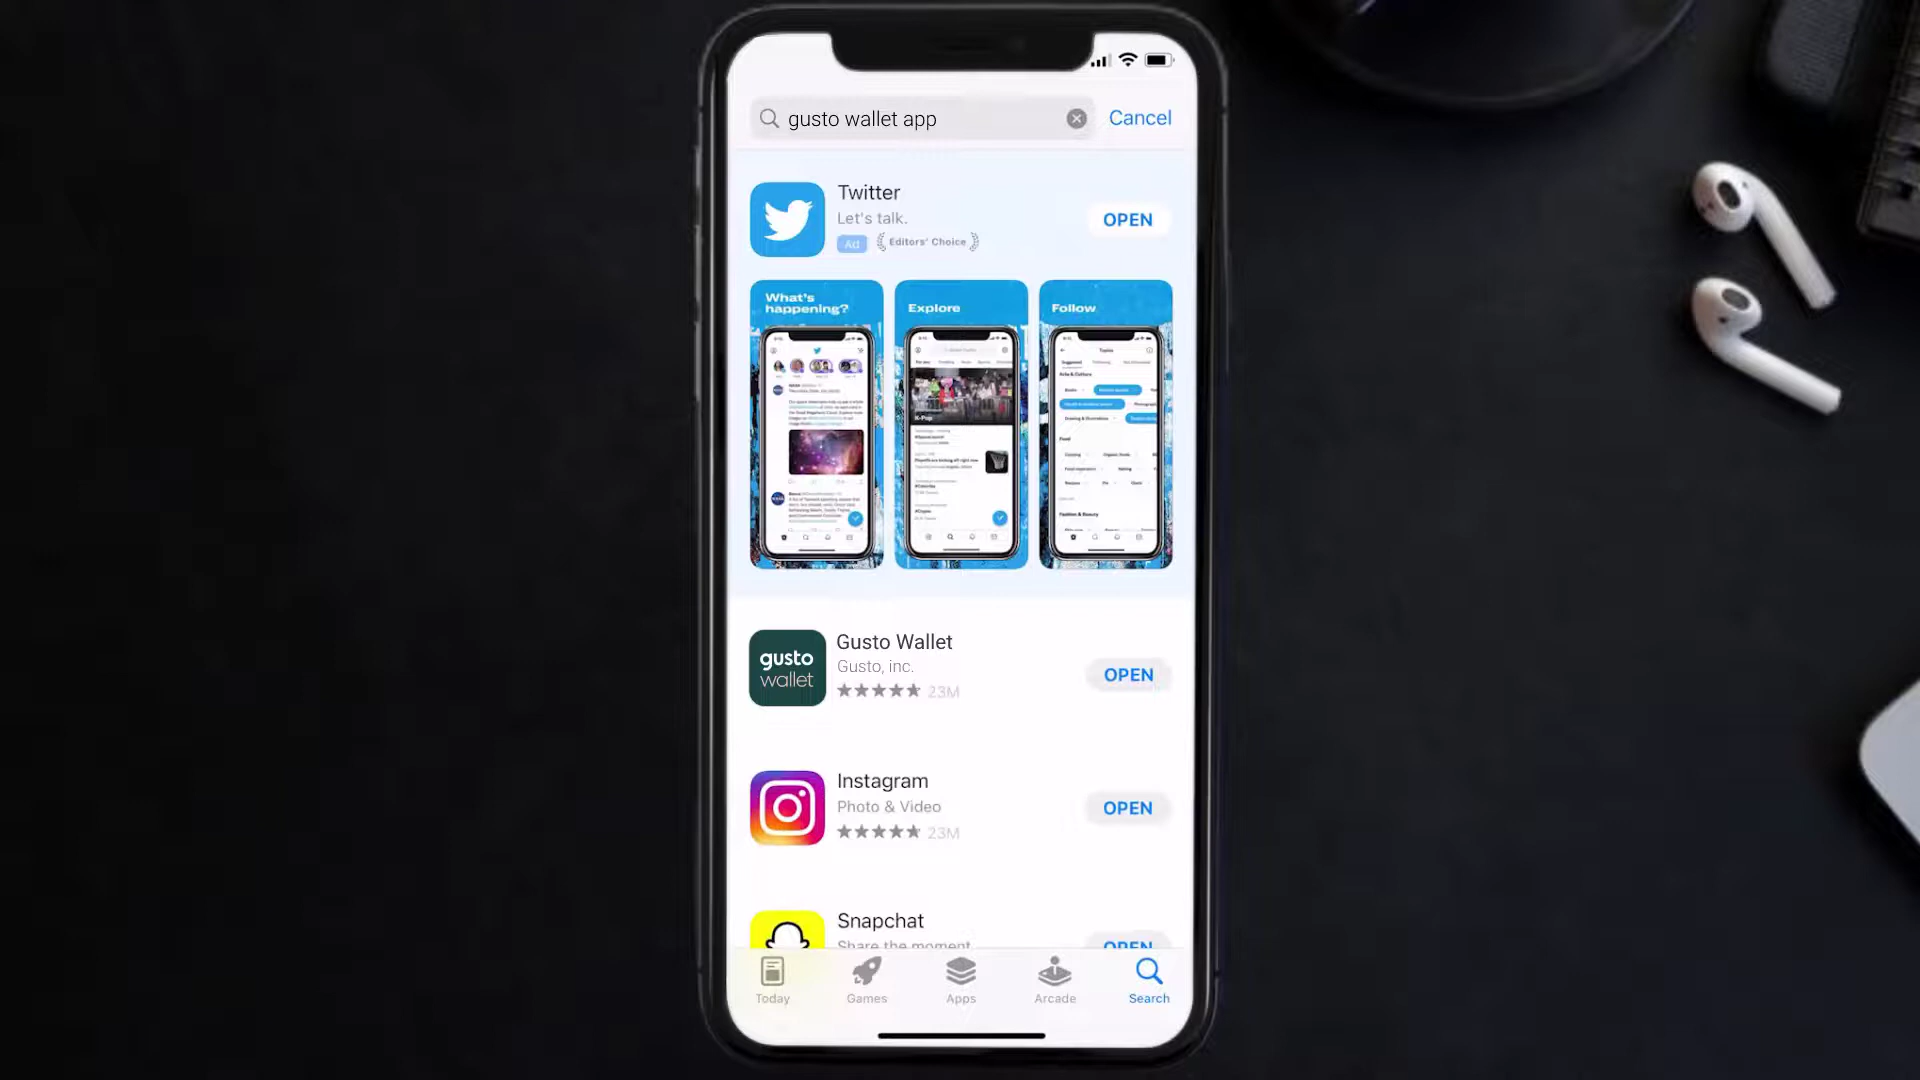 gusto wallet app
Cancel
Twitter
Let's talk.
Ad
Editors' Choice
OPEN
What's
happening?
Explore
Follow
K-Pop
Gusto Wallet
Gusto, inc.
23M
OPEN
gusto
wallet
Instagram
Photo & Video
23M
OPEN
Snapchat
Share the moment
OPEN
Today
Games
Apps
Arcade
Search